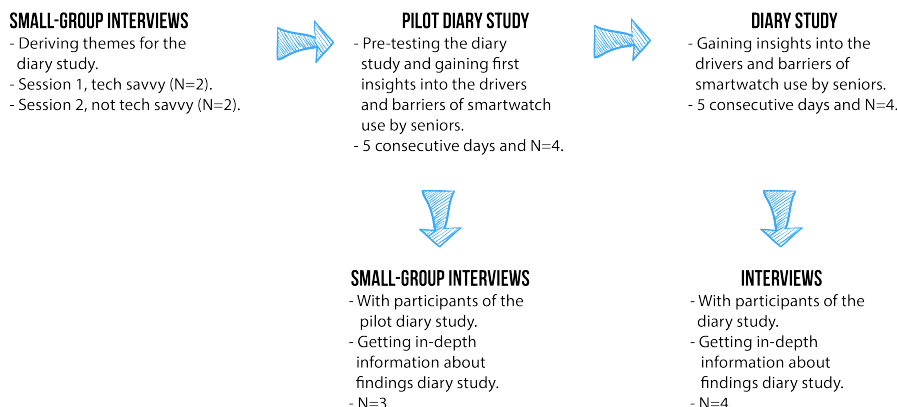 SMALL-GROUP INTERVIEWS
- Deriving themes for the
diary study.
- Session 1, tech savvy (N=2).
- Session 2, not tech savvy (N=2).
PILOT DIARY STUDY
- Pre-testing the diary
study and gaining first
insights into the drivers
and barriers of smartwatch
use by seniors.
- 5 consecutive days and N=4.
DIARY STUDY
- Gaining insights into the
drivers and barriers of
smartwatch use by seniors.
- 5 consecutive days and N=4.
SMALL-GROUP INTERVIEWS
- With participants of the
pilot diary study.
- Getting in-depth
information about
findings diary study.
- N=3
INTERVIEWS
- With participants of the
diary study.
- Getting in-depth
information about
findings diary study.
- N=4